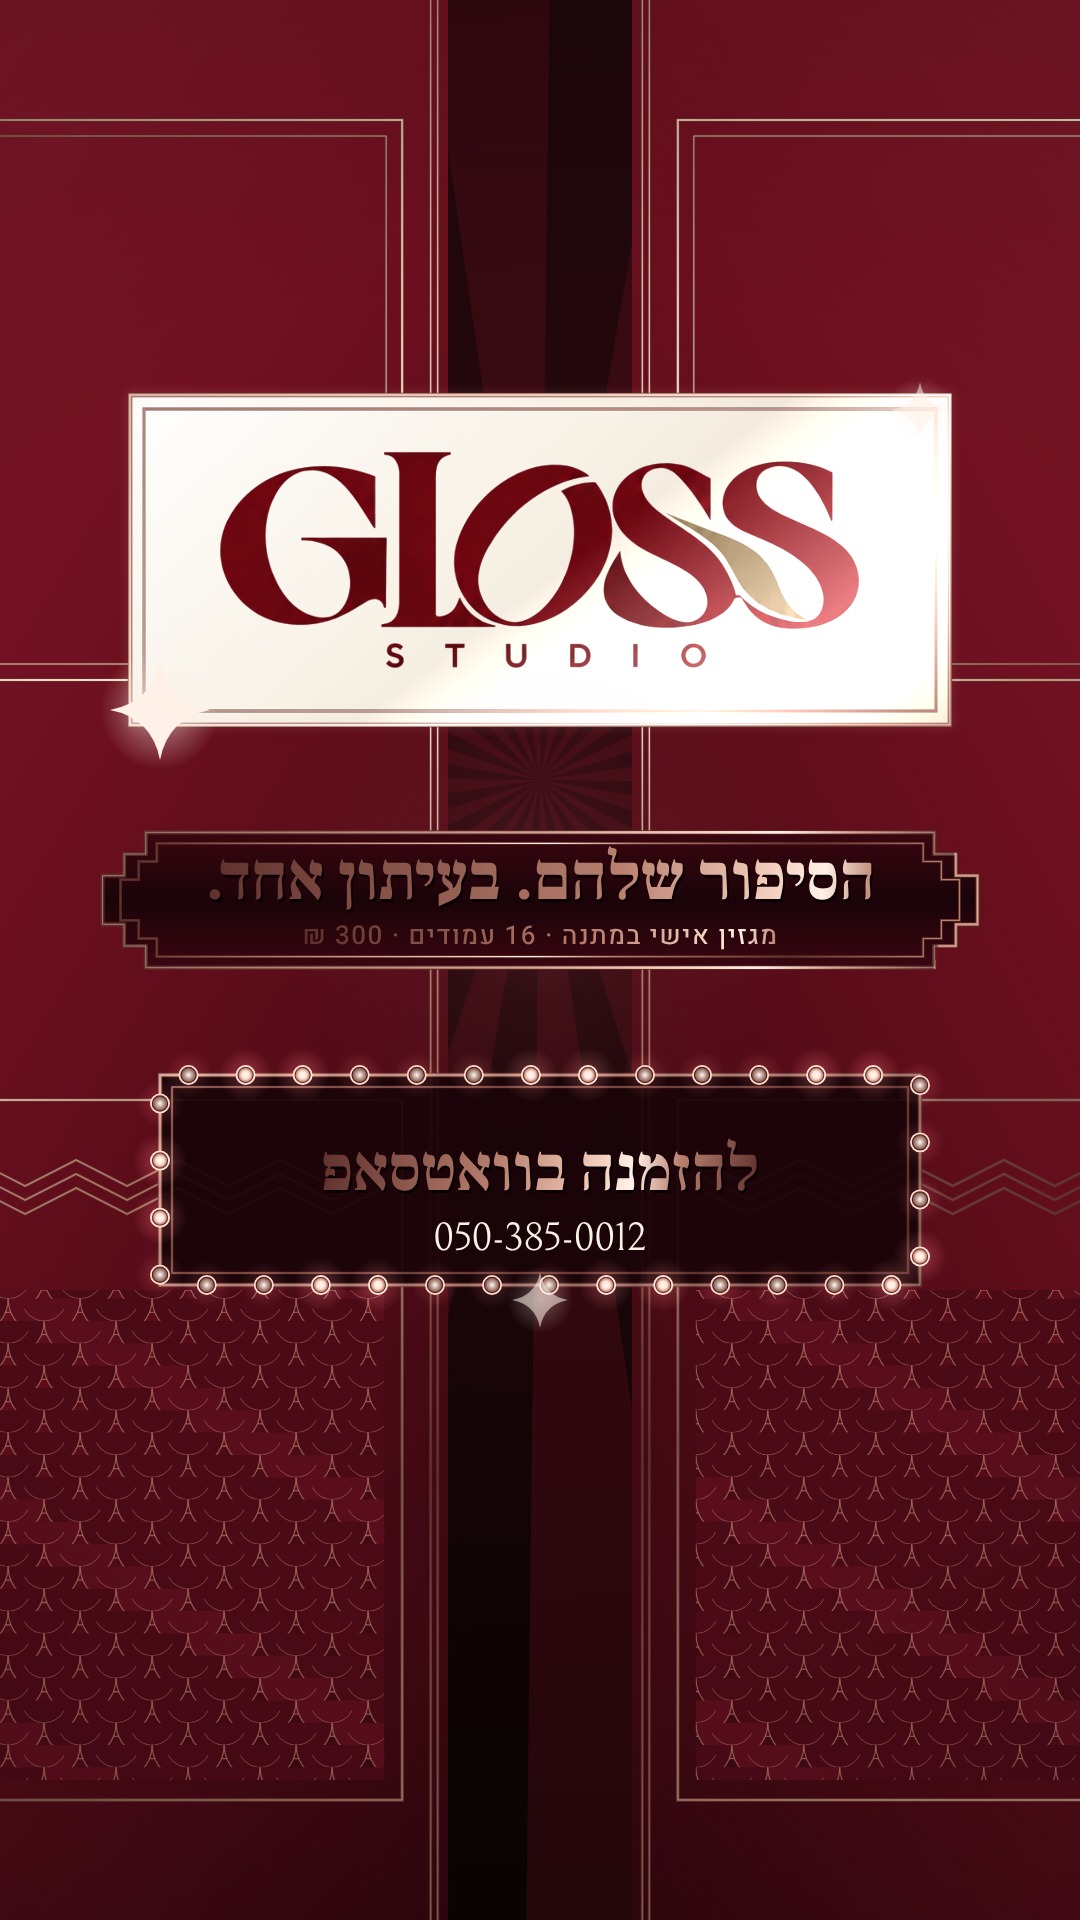 GLOSS
STUDIO
הסיפור שלהם. בעיתון אחד.
מגזין אישי במתנה · 16 עמודים · 300 ₪
להזמנה בוואטסאפ
050-385-0012